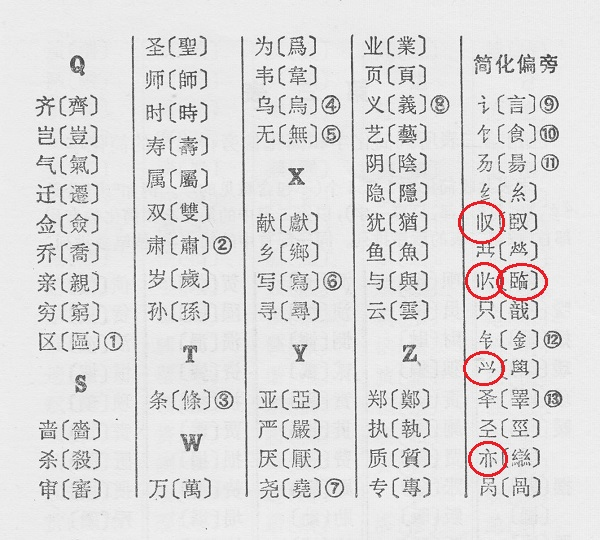 Q
齐〔齊〕
岂〔豈〕
气〔氣〕
迁〔遷〕
佥〔僉〕
乔〔喬〕
亲〔親〕
穷〔窮〕
区〔區〕①
S
啬〔嗇〕
杀〔殺〕
审〔審〕
圣〔聖〕
师〔師〕
时〔時〕
寿〔壽〕
属〔屬〕
双〔雙〕
肃〔肅〕②
岁〔歲〕
孙〔孫〕
T
条〔條〕③
W
万〔萬〕
为〔爲〕
韦〔韋〕
乌〔烏〕④
无〔無〕⑤
X
献〔獻〕
乡〔鄉〕
写〔寫〕⑥
寻〔尋〕
Y
亚〔亞〕
严〔嚴〕
厌〔厭〕
尧〔堯〕⑦
业〔業〕
页〔頁〕
义〔義〕⑧
艺〔藝〕
阴〔陰〕
隐〔隱〕
犹〔猶〕
鱼〔魚〕
与〔與〕
云〔雲〕
Z
郑〔鄭〕
执〔執〕
质〔質〕
专〔專〕
简化偏旁
讠〔言〕⑨
饣〔食〕⑩
𠃓〔昜〕⑪
纟〔糹〕
〔臤〕
〔𤇾〕
〔〕
只〔戠〕
钅〔金〕⑫
〔〕
𠬤〔睪〕⑬
𢀖〔巠〕
亦〔䜌〕
呙〔咼〕